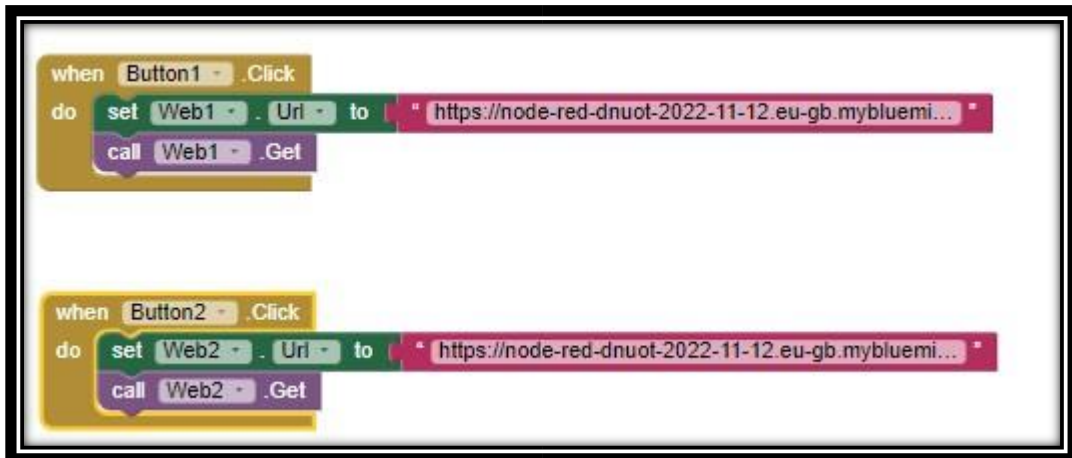 when Button1 .Click
do set Web1 . Url to " https://node-red-dnuot-2022-11-12.eu-gb.mybluemi... "
call Web1 .Get
when Button2 .Click
do set Web2 . Url to " https://node-red-dnuot-2022-11-12.eu-gb.mybluemi... "
call Web2 .Get